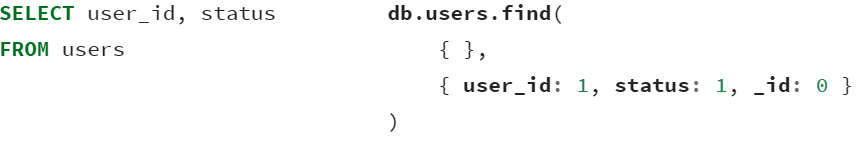 SELECT user_id, status
FROM users
db.users.find(
    { },
    { user_id: 1, status: 1, _id: 0 }
)